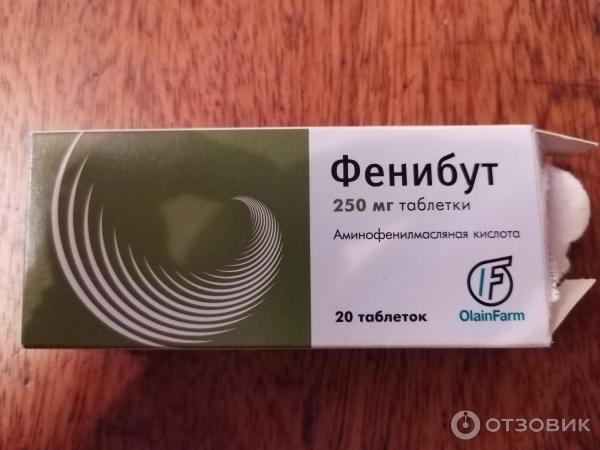 Фенибут
250 мг таблетки
Аминофенилмасляная кислота
20 таблеток
OlainFarm
ОТЗОВИК